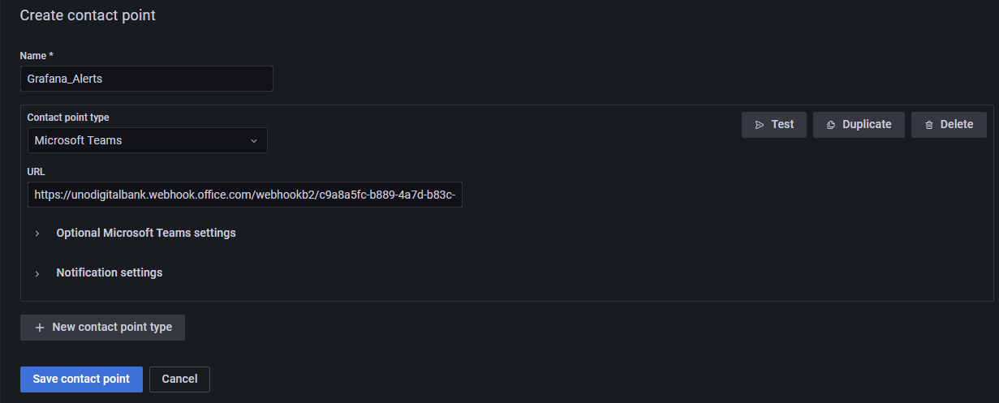 Create contact point
Name *
Grafana_Alerts
Contact point type
Test
Duplicate
Delete
Microsoft Teams
URL
https://unodigitalbank.webhook.office.com/webhookb2/c9a8a5fc-b889-4a7d-b83c-
Optional Microsoft Teams settings
Notification settings
New contact point type
Save contact point
Cancel